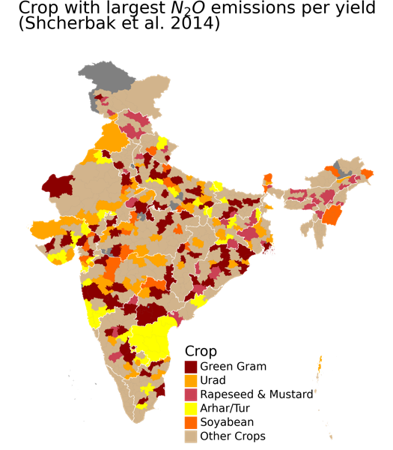 Crop with largest N₂O emissions per yield
(Shcherbak et al. 2014)
Crop
Green Gram
Urad
Rapeseed & Mustard
Arhar/Tur
Soyabean
Other Crops